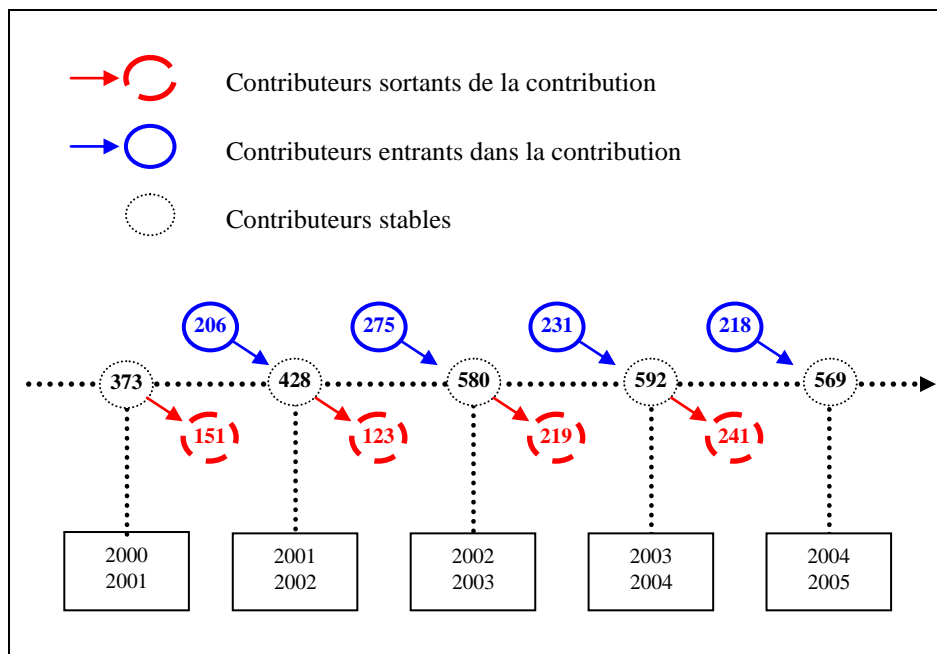 Contributeurs sortants de la contribution
Contributeurs entrants dans la contribution
Contributeurs stables
206 275 231 218
373 428 580 592 569
151 123 219 241
2000 2001 2002 2003 2004
2001 2002 2003 2004 2005